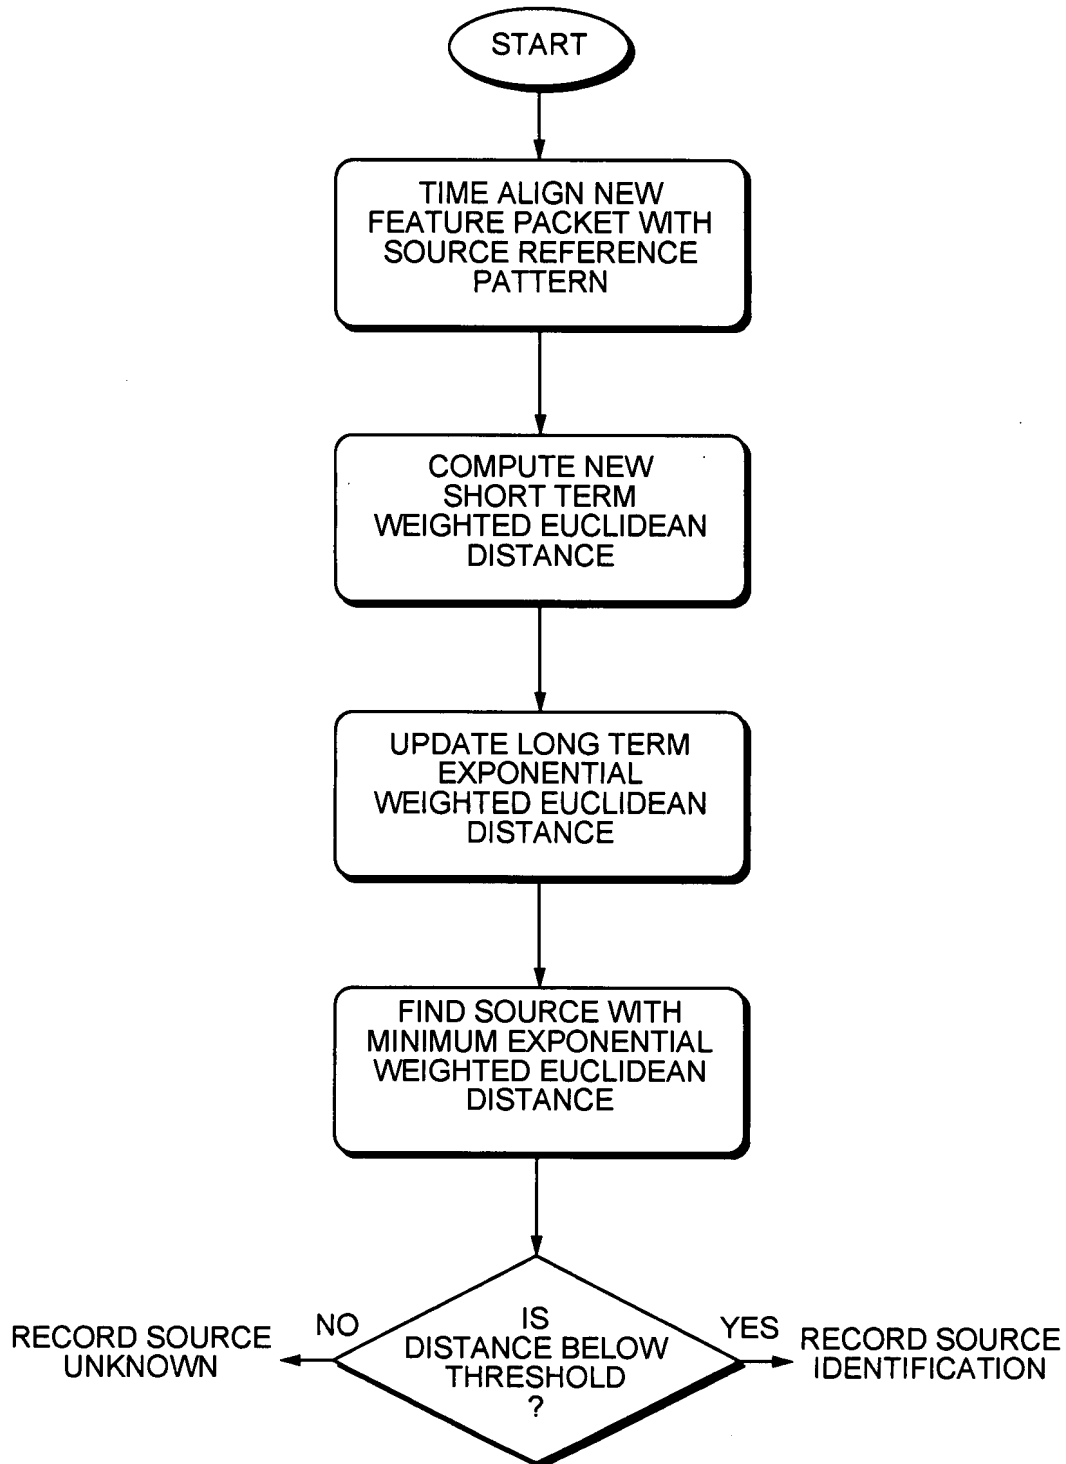 START
TIME ALIGN NEW
FEATURE PACKET WITH
SOURCE REFERENCE
PATTERN
COMPUTE NEW
SHORT TERM
WEIGHTED EUCLIDEAN
DISTANCE
UPDATE LONG TERM
EXPONENTIAL
WEIGHTED EUCLIDEAN
DISTANCE
FIND SOURCE WITH
MINIMUM EXPONENTIAL
WEIGHTED EUCLIDEAN
DISTANCE
IS
DISTANCE BELOW
THRESHOLD
?
NO
RECORD SOURCE
UNKNOWN
YES
RECORD SOURCE
IDENTIFICATION